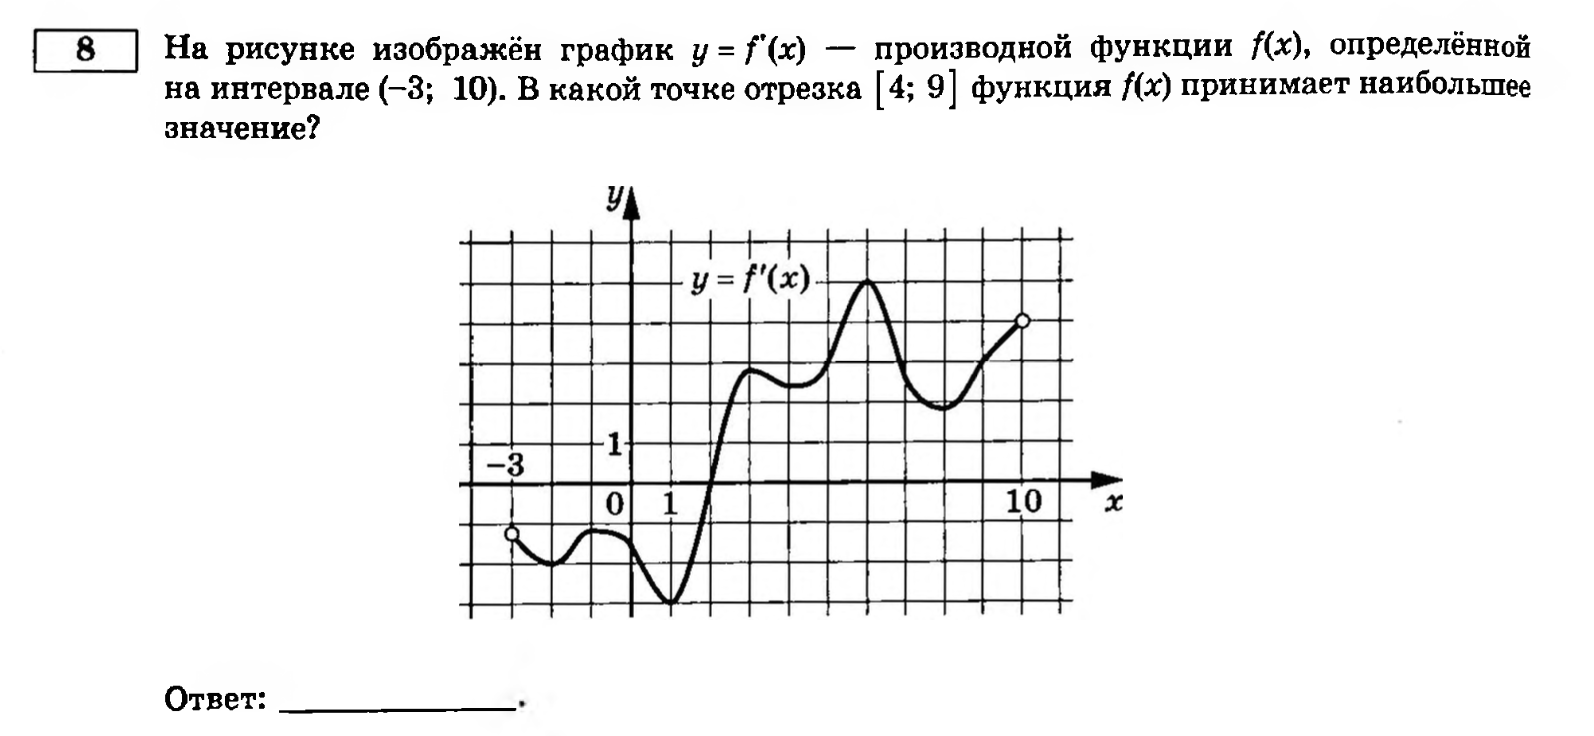 8 На рисунке изображён график y = f'(x) — производной функции f(x), определённой
на интервале (−3; 10). В какой точке отрезка [4; 9] функция f(x) принимает наибольшее
значение?
y
y = f'(x)
1
−3
0 1 10 x
Ответ: ______________.